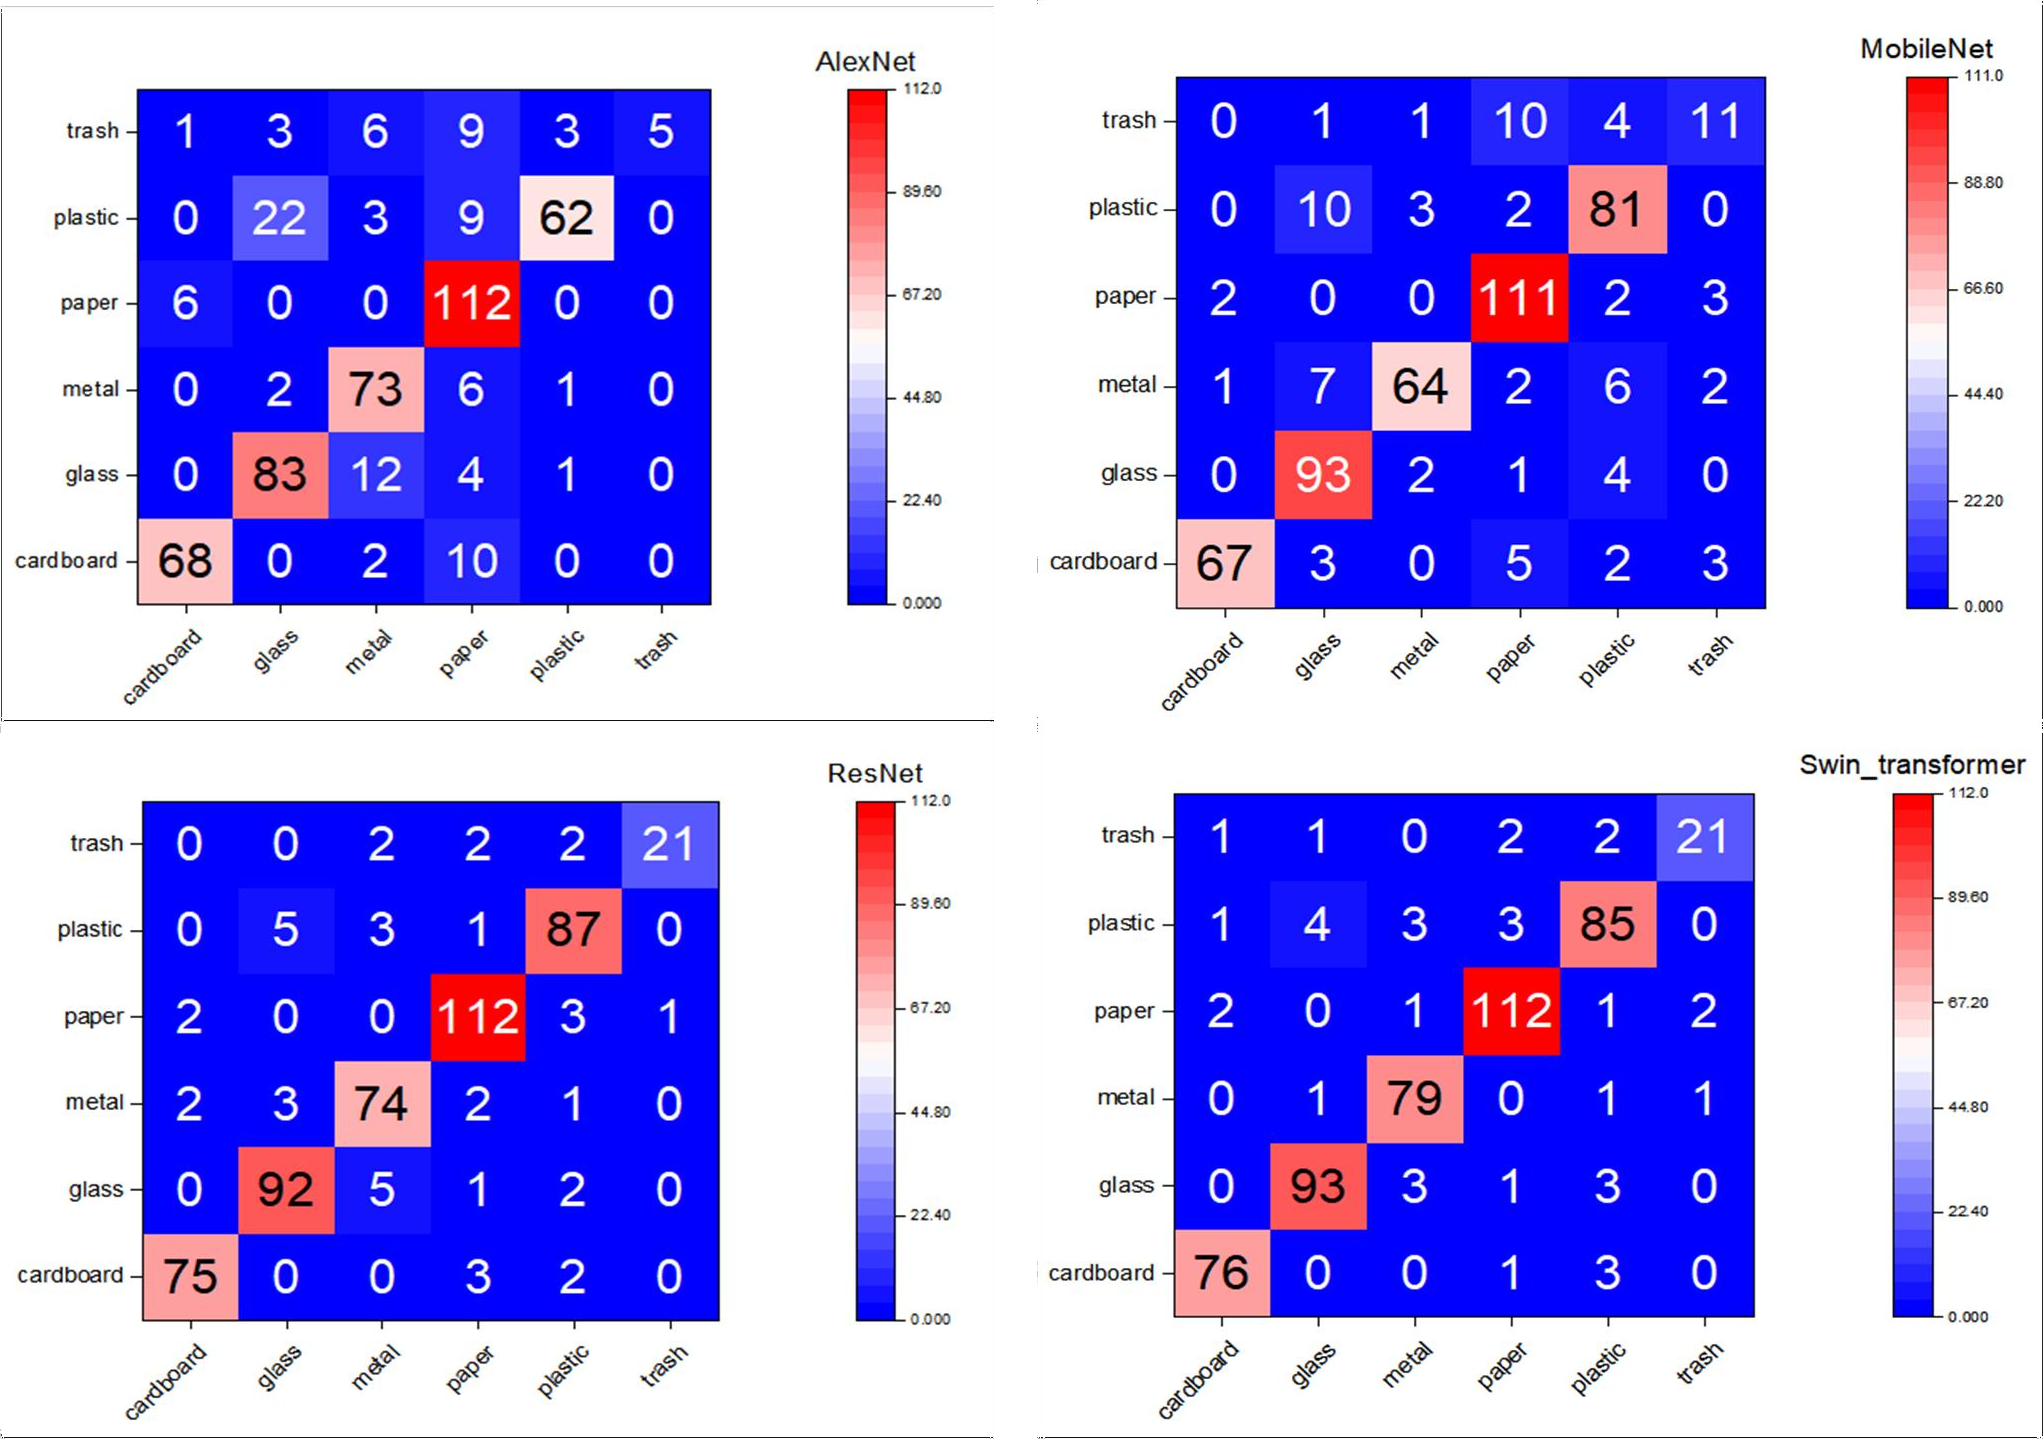 AlexNet
112.0
trash 1 3 6 9 3 5
89.60
plastic 0 22 3 9 62 0
67.20
paper 6 0 0 112 0 0
metal 0 2 73 6 1 0
44.80
glass 0 83 12 4 1 0
22.40
cardboard 68 0 2 10 0 0
0.000
cardboard glass metal paper plastic trash
MobileNet
111.0
trash 0 1 1 10 4 11
88.80
plastic 0 10 3 2 81 0
66.60
paper 2 0 0 111 2 3
metal 1 7 64 2 6 2
44.40
glass 0 93 2 1 4 0
22.20
cardboard 67 3 0 5 2 3
0.000
cardboard glass metal paper plastic trash
ResNet
112.0
trash 0 0 2 2 2 21
89.60
plastic 0 5 3 1 87 0
67.20
paper 2 0 0 112 3 1
metal 2 3 74 2 1 0
44.80
glass 0 92 5 1 2 0
22.40
cardboard 75 0 0 3 2 0
0.000
cardboard glass metal paper plastic trash
Swin_transformer
112.0
trash 1 1 0 2 2 21
89.60
plastic 1 4 3 3 85 0
67.20
paper 2 0 1 112 1 2
metal 0 1 79 0 1 1
44.80
glass 0 93 3 1 3 0
22.40
cardboard 76 0 0 1 3 0
0.000
cardboard glass metal paper plastic trash